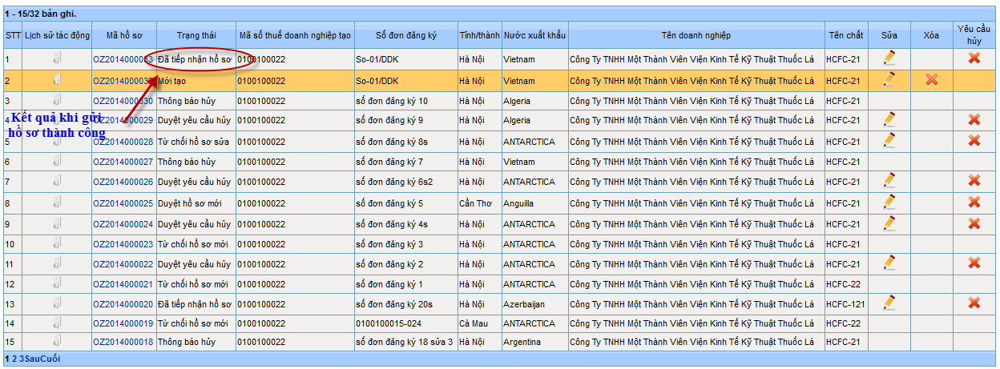 1 - 15/32 bản ghi.
STT Lịch sử tác động Mã hồ sơ Trạng thái Mã số thuế doanh nghiệp tạo Số đơn đăng ký Tỉnh/thành Nước xuất khẩu Tên doanh nghiệp Tên chất Sửa Xóa Yêu cầu hủy
1 Đã tiếp nhận hồ sơ 0100100022 So-01/DDK Hà Nội Vietnam Công Ty TNHH Một Thành Viên Viện Kinh Tế Kỹ Thuật Thuốc Lá HCFC-21
2 Mới tạo 0100100022 So-01/DDK Hà Nội Vietnam Công Ty TNHH Một Thành Viên Viện Kinh Tế Kỹ Thuật Thuốc Lá HCFC-21
3 OZ2014000030 Thông báo hủy 0100100022 số đơn đăng ký 10 Hà Nội Algeria Công Ty TNHH Một Thành Viên Viện Kinh Tế Kỹ Thuật Thuốc Lá HCFC-21
Kết quả khi gửi
hồ sơ thành công
4 OZ2014000029 Duyệt yêu cầu hủy 0100100022 số đơn đăng ký 9 Hà Nội Algeria Công Ty TNHH Một Thành Viên Viện Kinh Tế Kỹ Thuật Thuốc Lá HCFC-21
5 OZ2014000028 Từ chối hồ sơ sửa 0100100022 số đơn đăng ký 8s Hà Nội ANTARCTICA Công Ty TNHH Một Thành Viên Viện Kinh Tế Kỹ Thuật Thuốc Lá HCFC-21
6 OZ2014000027 Thông báo hủy 0100100022 số đơn đăng ký 7 Hà Nội Vietnam Công Ty TNHH Một Thành Viên Viện Kinh Tế Kỹ Thuật Thuốc Lá HCFC-21
7 OZ2014000026 Duyệt yêu cầu hủy 0100100022 số đơn đăng ký 6s2 Hà Nội ANTARCTICA Công Ty TNHH Một Thành Viên Viện Kinh Tế Kỹ Thuật Thuốc Lá HCFC-21
8 OZ2014000025 Duyệt hồ sơ mới 0100100022 số đơn đăng ký 5 Cần Thơ Anguilla Công Ty TNHH Một Thành Viên Viện Kinh Tế Kỹ Thuật Thuốc Lá HCFC-21
9 OZ2014000024 Duyệt yêu cầu hủy 0100100022 số đơn đăng ký 4s Hà Nội ANTARCTICA Công Ty TNHH Một Thành Viên Viện Kinh Tế Kỹ Thuật Thuốc Lá HCFC-21
10 OZ2014000023 Từ chối hồ sơ mới 0100100022 số đơn đăng ký 3 Hà Nội ANTARCTICA Công Ty TNHH Một Thành Viên Viện Kinh Tế Kỹ Thuật Thuốc Lá HCFC-21
11 OZ2014000022 Duyệt yêu cầu hủy 0100100022 số đơn đăng ký 2 Hà Nội ANTARCTICA Công Ty TNHH Một Thành Viên Viện Kinh Tế Kỹ Thuật Thuốc Lá HCFC-21
12 OZ2014000021 Từ chối hồ sơ mới 0100100022 số đơn đăng ký 1 Hà Nội ANTARCTICA Công Ty TNHH Một Thành Viên Viện Kinh Tế Kỹ Thuật Thuốc Lá HCFC-22
13 OZ2014000020 Đã tiếp nhận hồ sơ 0100100022 số đơn đăng ký 20s Hà Nội Azerbaijan Công Ty TNHH Một Thành Viên Viện Kinh Tế Kỹ Thuật Thuốc Lá HCFC-121
14 OZ2014000019 Từ chối hồ sơ mới 0100100022 0100100015-024 Cà Mau ANTARCTICA Công Ty TNHH Một Thành Viên Viện Kinh Tế Kỹ Thuật Thuốc Lá HCFC-22
15 OZ2014000018 Thông báo hủy 0100100022 số đơn đăng ký 18 sửa 3 Hà Nội Argentina Công Ty TNHH Một Thành Viên Viện Kinh Tế Kỹ Thuật Thuốc Lá HCFC-21
1 2 3SauCuối